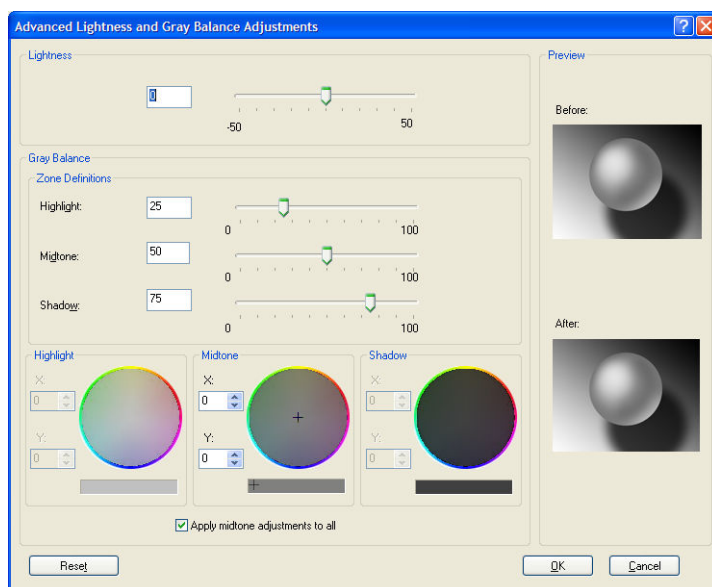 Advanced Lightness and Gray Balance Adjustments
Lightness
0
-50 50
Gray Balance
Zone Definitions
Highlight: 25
0 100
Midtone: 50
0 100
Shadow: 75
0 100
Highlight
X:
0
Y:
0
Midtone
X:
0
Y:
0
Shadow
X:
0
Y:
0
Apply midtone adjustments to all
Preview
Before:
After:
Reset
OK
Cancel